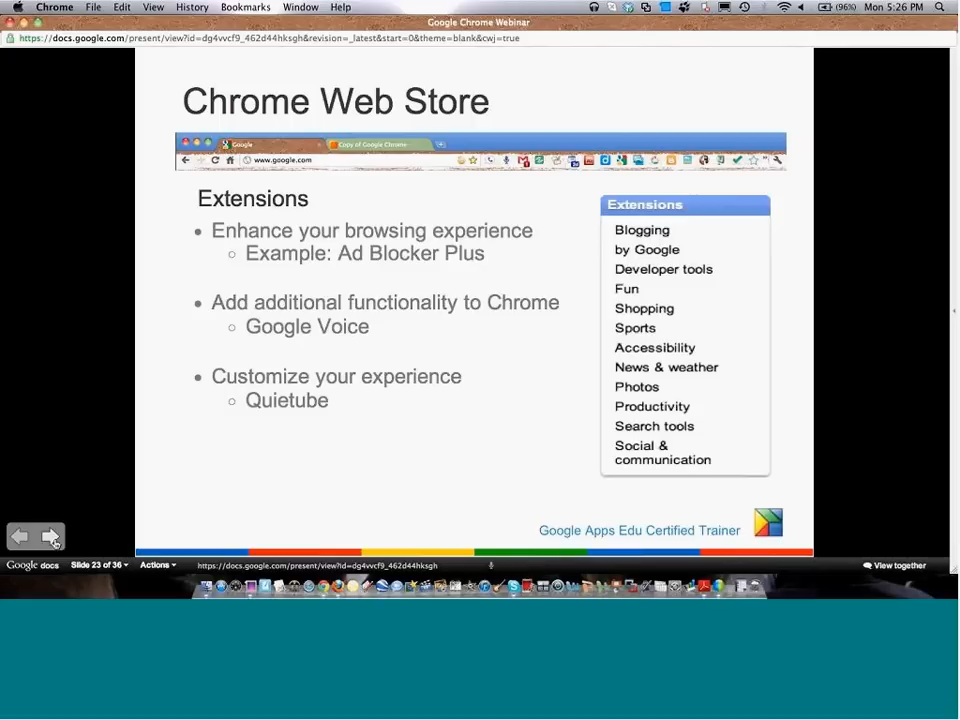 Chrome File Edit View History Bookmarks Window Help (96%) Mon 5:26 PM
Google Chrome Webinar
https://docs.google.com/present/view?id=dg4vvcf9_462d44hksgh&revision=_latest&start=0&theme=blank&cwj=true
Chrome Web Store
Google Copy of Google Chrome
www.google.com
Extensions
Enhance your browsing experience
Example: Ad Blocker Plus
Add additional functionality to Chrome
Google Voice
Customize your experience
Quietube
Extensions
Blogging
by Google
Developer tools
Fun
Shopping
Sports
Accessibility
News & weather
Photos
Productivity
Search tools
Social &
communication
Google Apps Edu Certified Trainer
Google docs Slide 23 of 36 Actions https://docs.google.com/present/view?id=dg4vvcf9_462d44hksgh View together